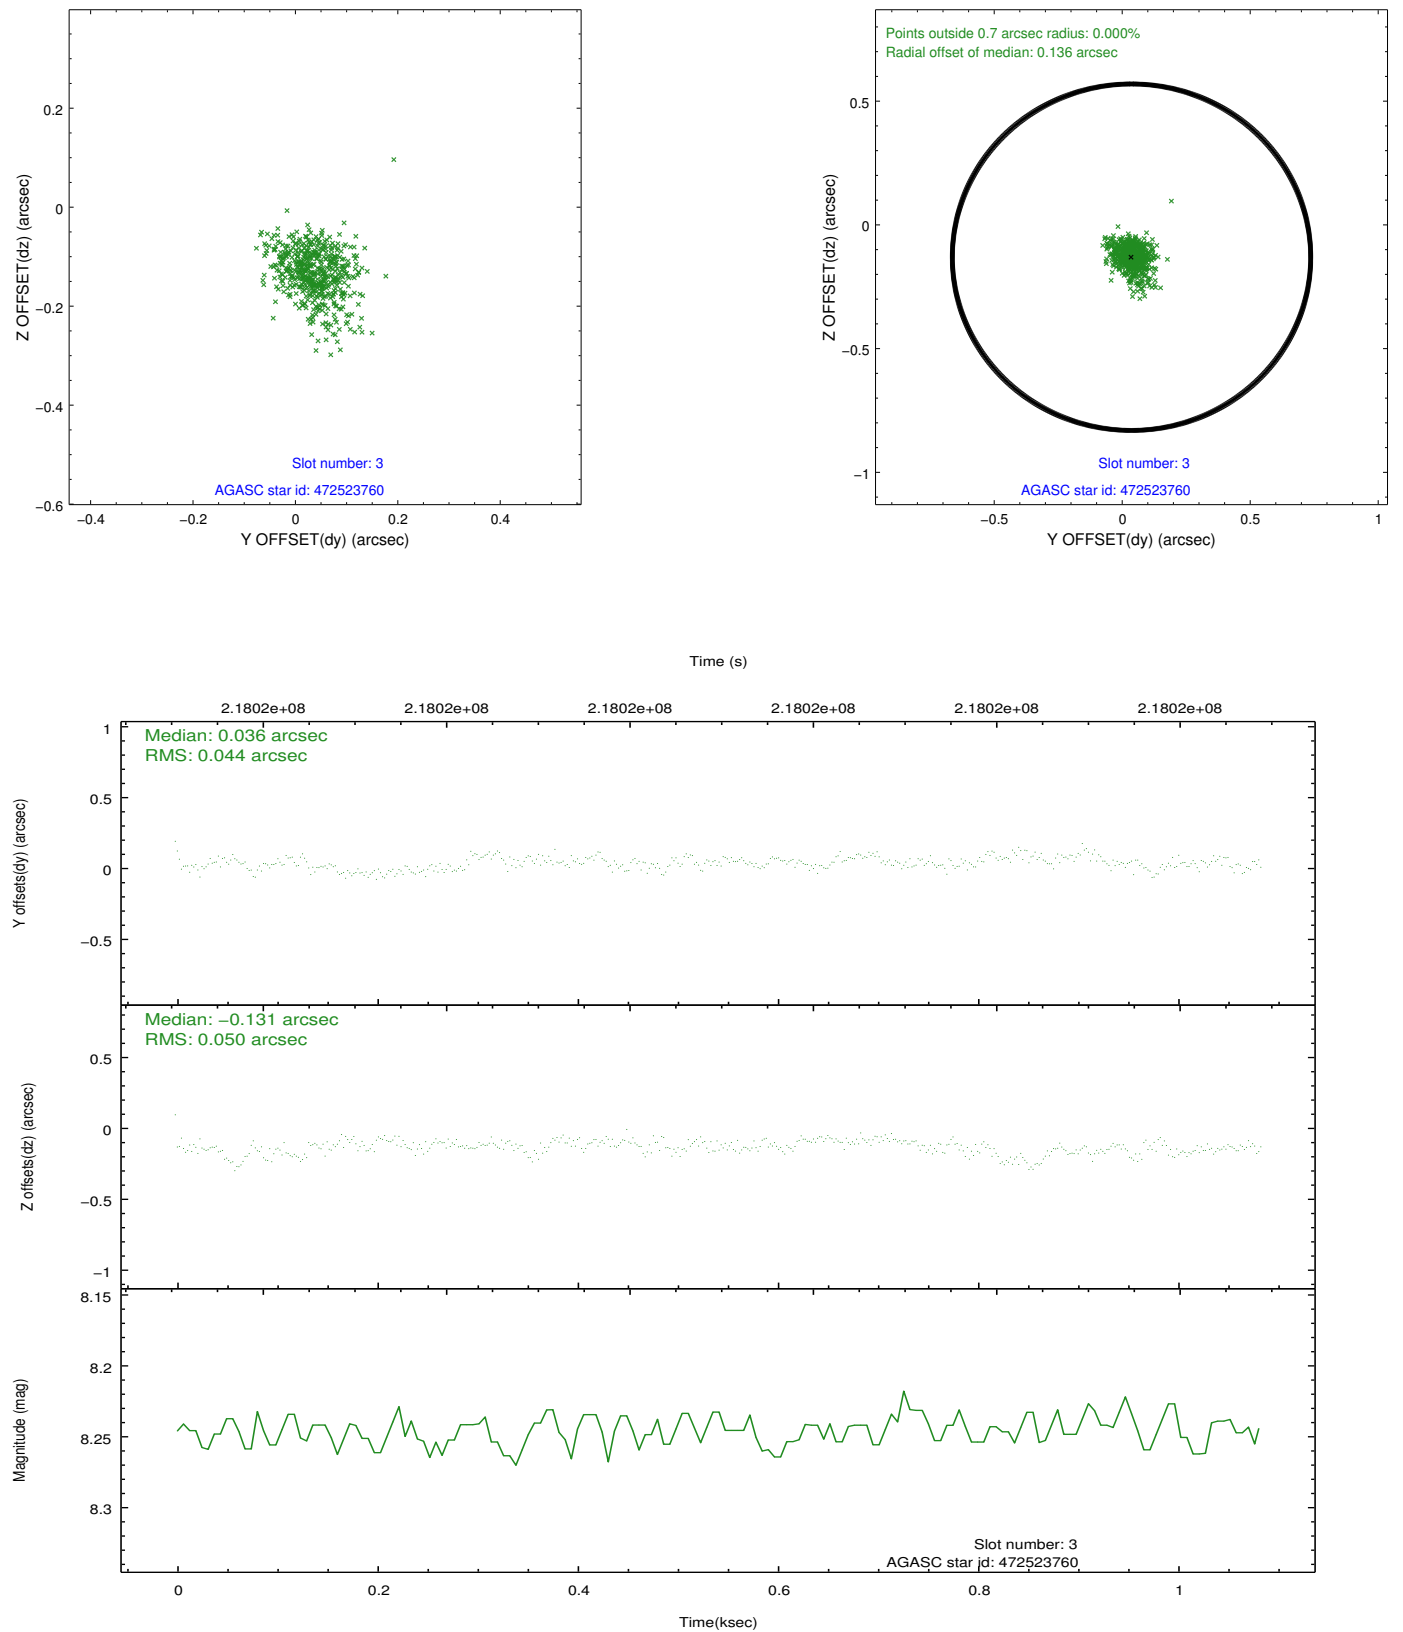 0.2
0
−0.2
−0.4
−0.6
Z OFFSET(dz) (arcsec)
Slot number: 3
AGASC star id: 472523760
−0.4
−0.2
0
0.2
0.4
Y OFFSET(dy) (arcsec)
Points outside 0.7 arcsec radius: 0.000%
Radial offset of median: 0.136 arcsec
0.5
0
−0.5
−1
Z OFFSET(dz) (arcsec)
Slot number: 3
AGASC star id: 472523760
−0.5
0
0.5
1
Y OFFSET(dy) (arcsec)
Time (s)
2.1802e+08
2.1802e+08
2.1802e+08
2.1802e+08
2.1802e+08
2.1802e+08
Median: 0.036 arcsec
RMS: 0.044 arcsec
1
0.5
0
−0.5
Y offsets(dy) (arcsec)
Median: −0.131 arcsec
RMS: 0.050 arcsec
0.5
0
−0.5
−1
Z offsets(dz) (arcsec)
8.15
8.2
8.25
8.3
Magnitude (mag)
Slot number: 3
AGASC star id: 472523760
0
0.2
0.4
0.6
0.8
1
Time(ksec)